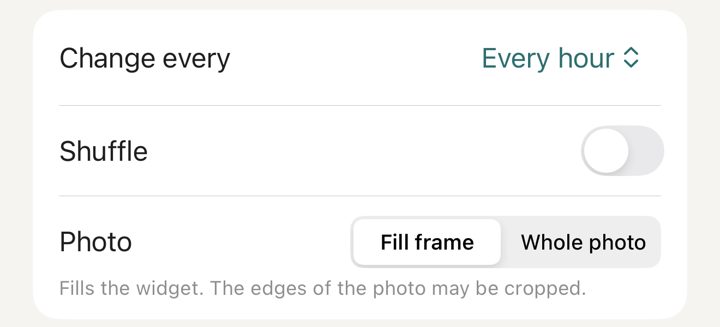 Change every
Every hour
Shuffle
Photo
Fill frame
Whole photo
Fills the widget. The edges of the photo may be cropped.